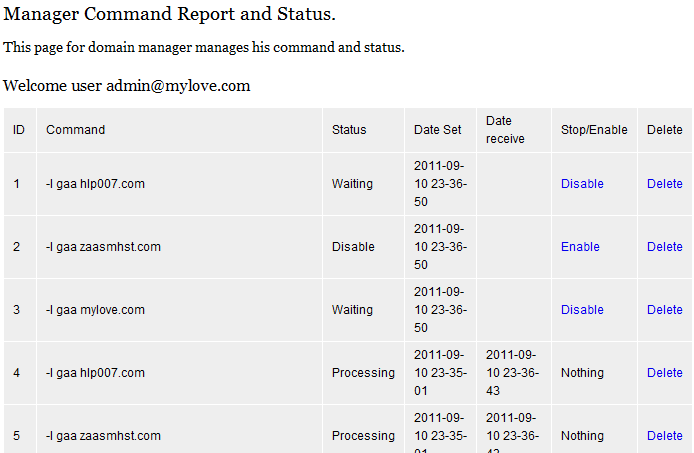 Manager Command Report and Status.
This page for domain manager manages his command and status.
Welcome user admin@mylove.com
ID Command Status Date Set Date receive Stop/Enable Delete
1 -l gaa hlp007.com Waiting 2011-09-10 23-36-50 Disable Delete
2 -l gaa zaasmhst.com Disable 2011-09-10 23-36-50 Enable Delete
3 -l gaa mylove.com Waiting 2011-09-10 23-36-50 Disable Delete
4 -l gaa hlp007.com Processing 2011-09-10 23-35-01 2011-09-10 23-36-43 Nothing Delete
5 -l gaa zaasmhst.com Processing 2011-09-10 23-35-01 2011-09-10 23-36-43 Nothing Delete